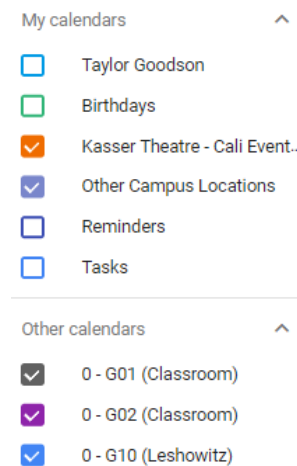 My calendars
Taylor Goodson
Birthdays
Kasser Theatre - Cali Event..
Other Campus Locations
Reminders
Tasks
Other calendars
0 - G01 (Classroom)
0 - G02 (Classroom)
0 - G10 (Leshowitz)